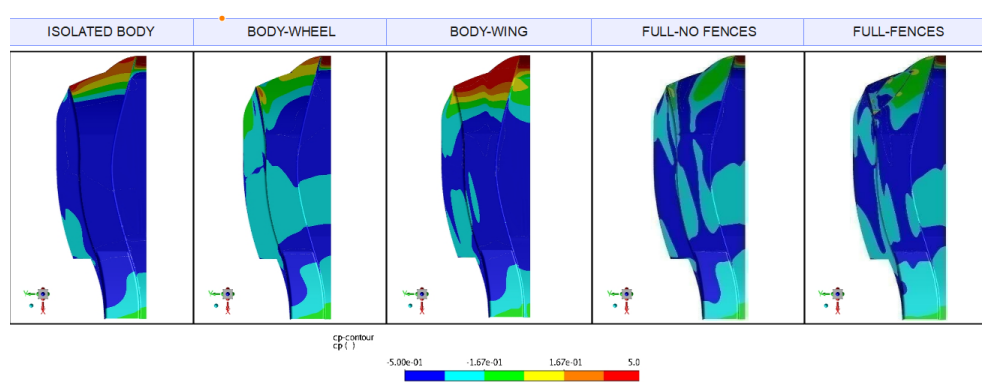 ISOLATED BODY BODY-WHEEL BODY-WING FULL-NO FENCES FULL-FENCES
cp-contour
cp ( )
-5.00e-01 -1.67e-01 1.67e-01 5.0